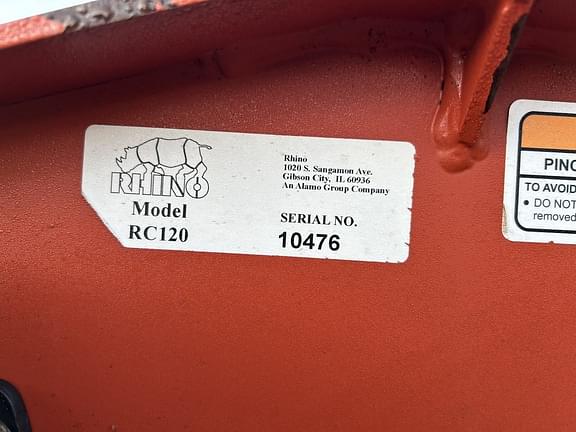 RHINO
Model
RC120
Rhino
1020 S. Sangamon Ave.
Gibson City, IL 60936
An Alamo Group Company
SERIAL NO.
10476
TO AVOID
• DO NOT
removed